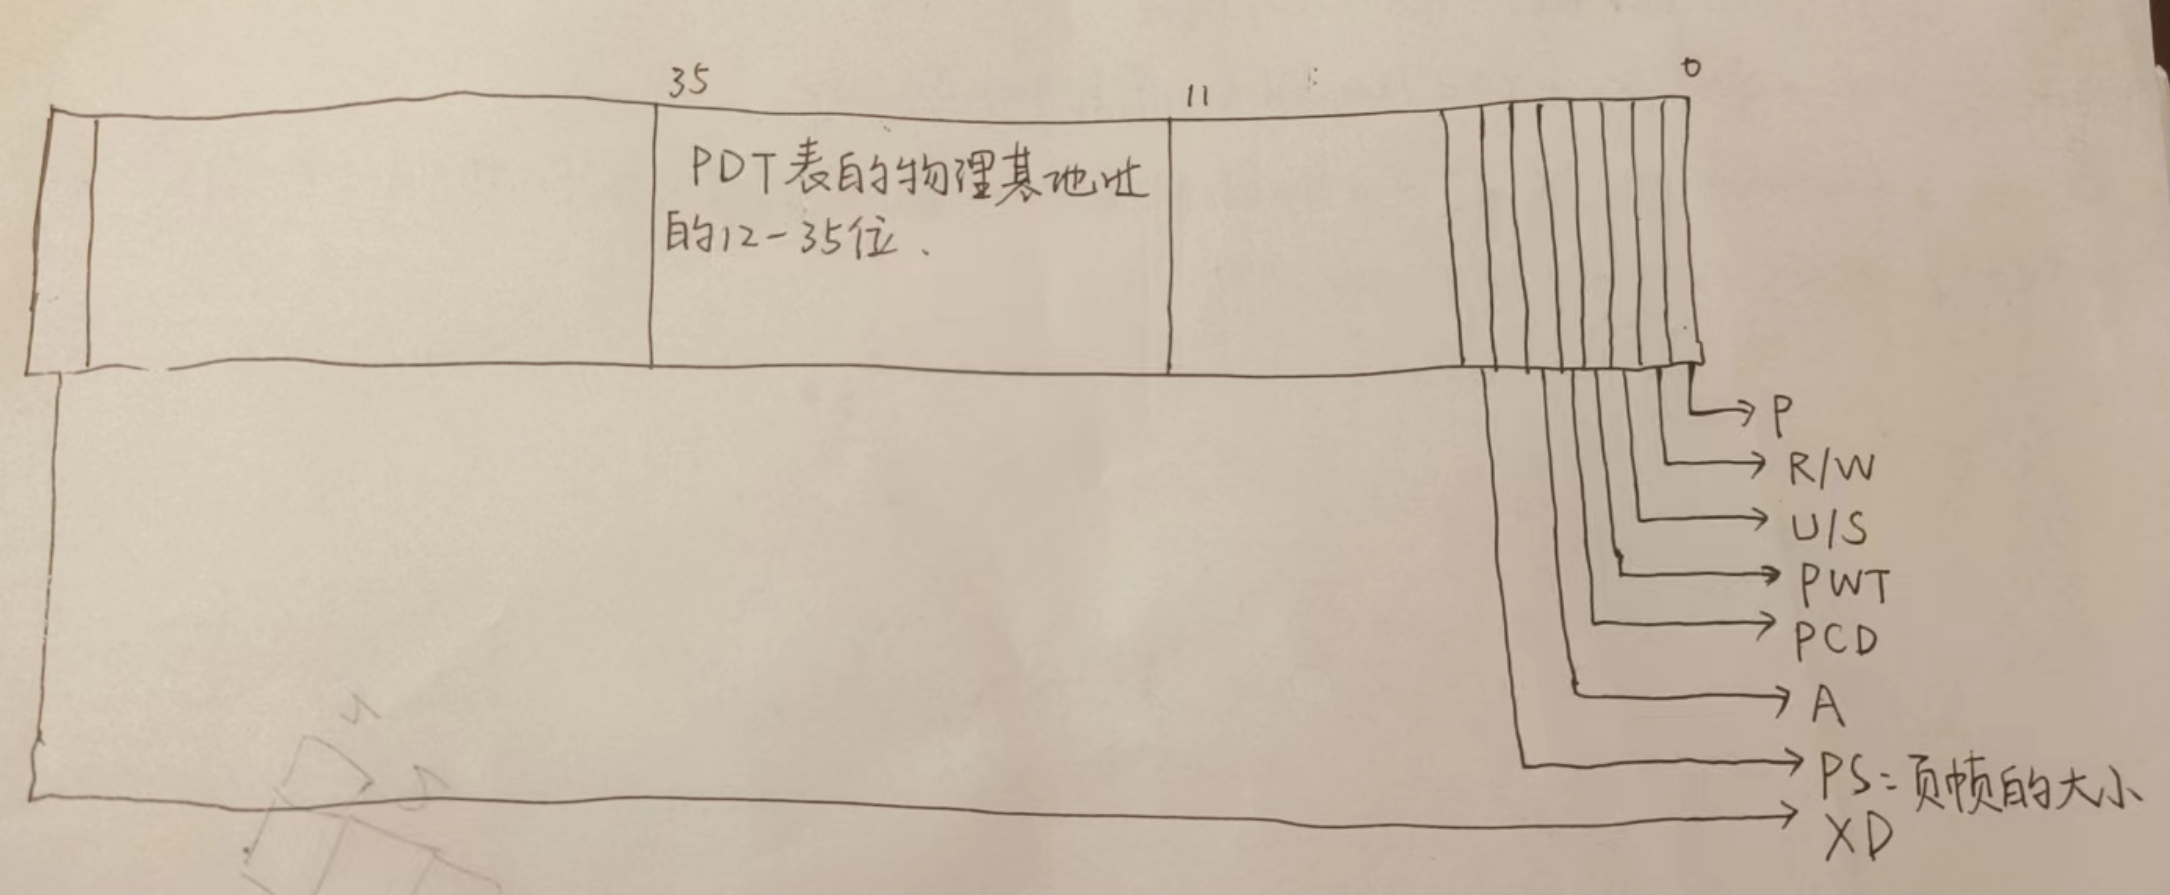 35
11
0
PDT表的物理基地址
的12-35位.
P
R/W
U/S
PWT
PCD
A
PS:页帧的大小
XD